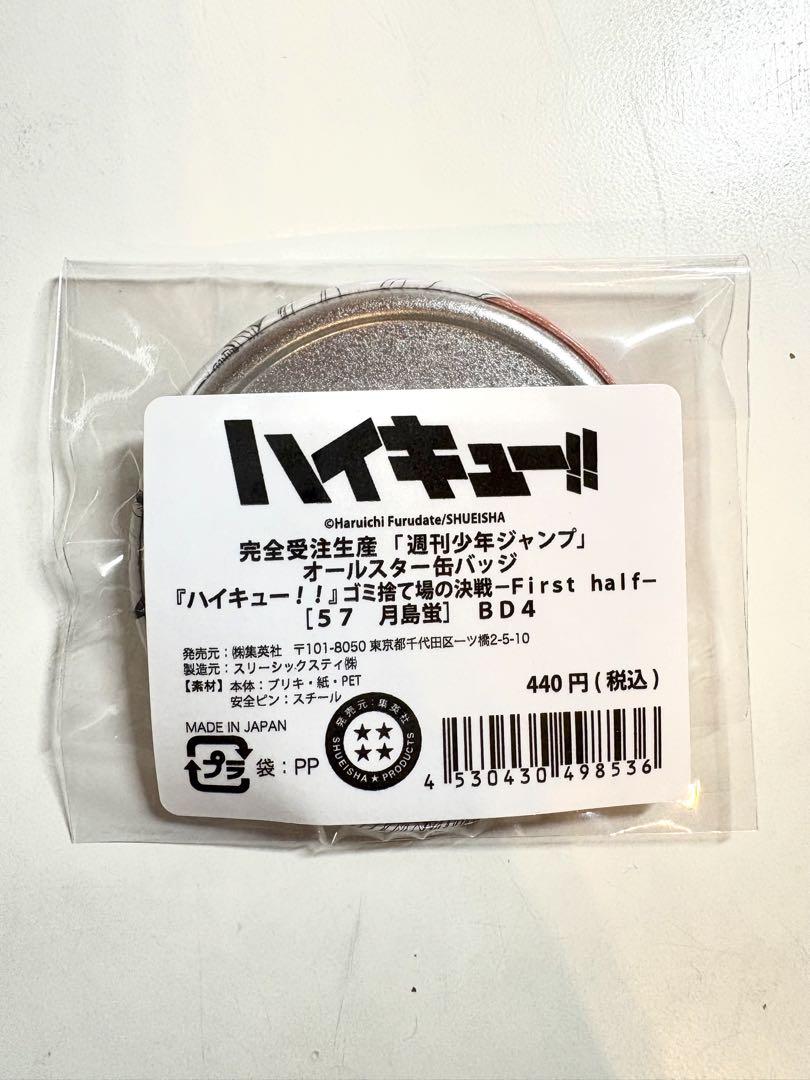 ハイキュー!!
©Haruichi Furudate/SHUEISHA
完全受注生産「週刊少年ジャンプ」
オールスター缶バッジ
『ハイキュー！！』ゴミ捨て場の決戦－First half－
［57　月島蛍］　BD4
発売元：㈱集英社　〒101-8050 東京都千代田区一ツ橋2-5-10
製造元：スリーシックスティ㈱
【素材】本体：ブリキ・紙・PET
安全ピン：スチール
440円(税込)
MADE IN JAPAN
プラ 袋：PP
発売元：集英社
SHUEISHA★PRODUCTS
4 530430 498536